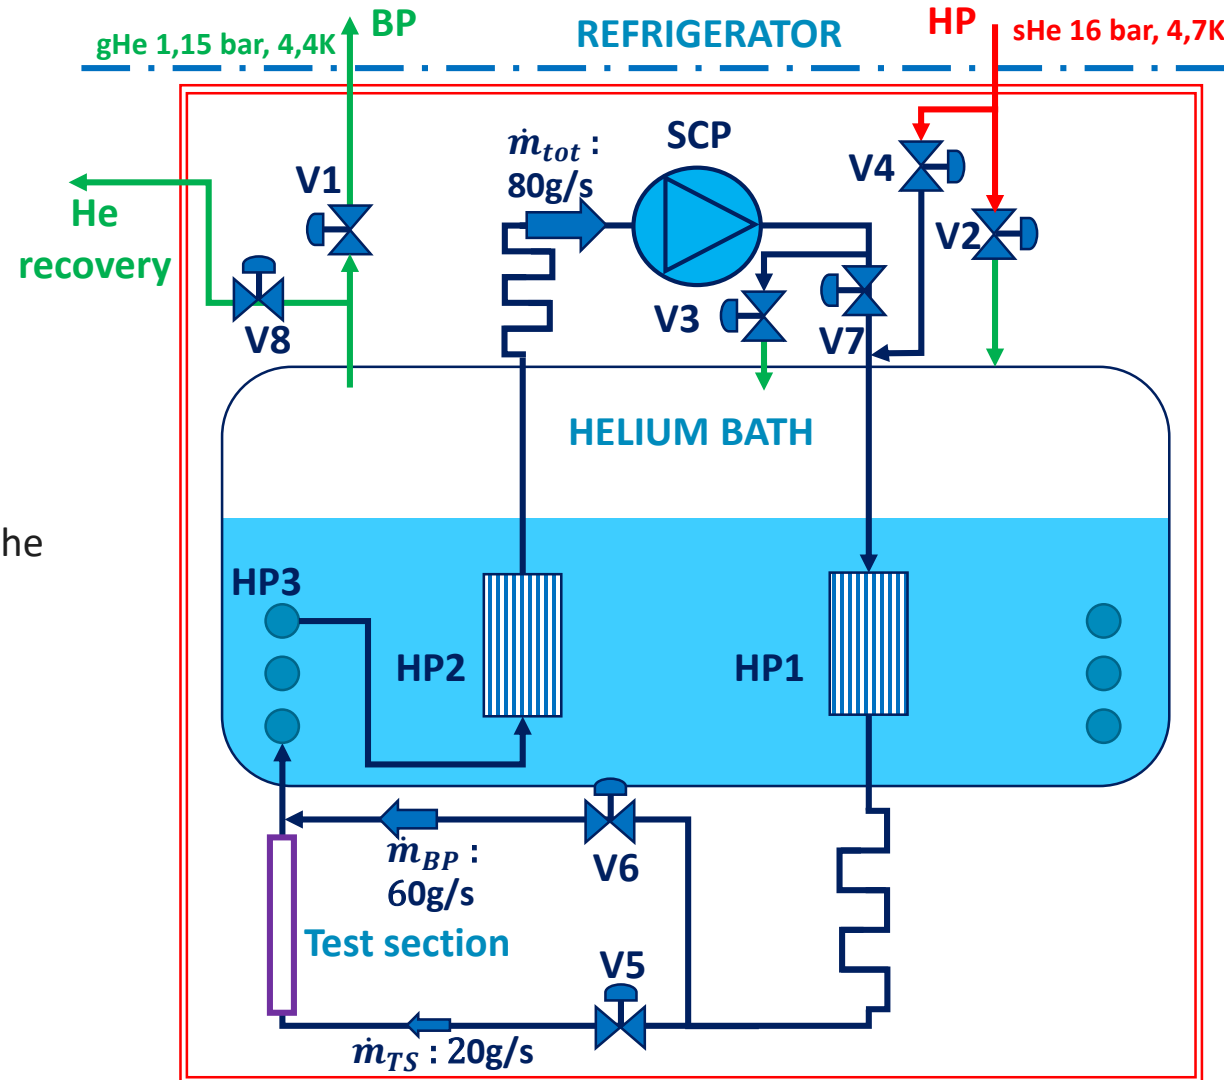 BP
HP
gHe 1,15 bar, 4,4K
REFRIGERATOR
sHe 16 bar, 4,7K
ṁtot :
80g/s
SCP
V4
V1
He
recovery
V2
V3
V7
V8
HELIUM BATH
he
HP3
HP2
HP1
ṁBP :
60g/s
V6
Test section
V5
ṁTS : 20g/s